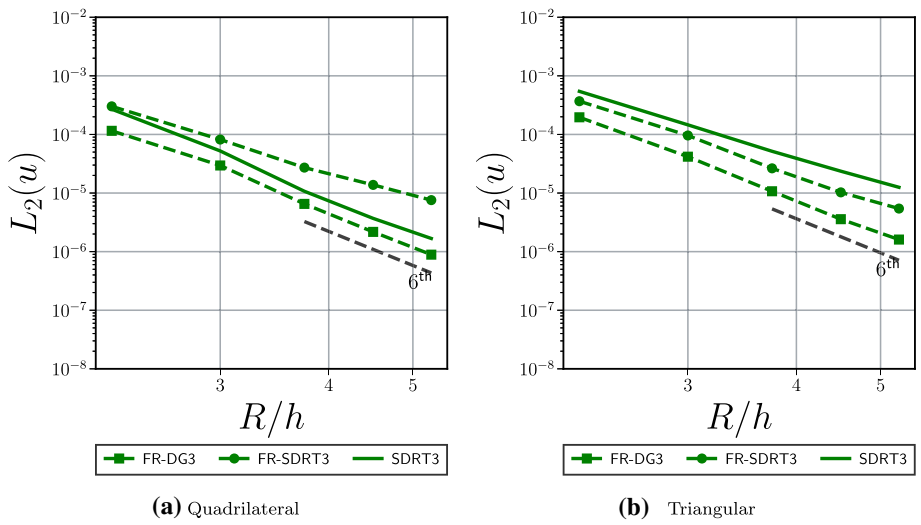 10⁻²
10⁻³
10⁻⁴
10⁻⁵
10⁻⁶
10⁻⁷
10⁻⁸
L₂(u)
6ᵗʰ
3 4 5
R/h
FR-DG3 FR-SDRT3 SDRT3
(a) Quadrilateral
10⁻²
10⁻³
10⁻⁴
10⁻⁵
10⁻⁶
10⁻⁷
10⁻⁸
L₂(u)
6ᵗʰ
3 4 5
R/h
FR-DG3 FR-SDRT3 SDRT3
(b) Triangular